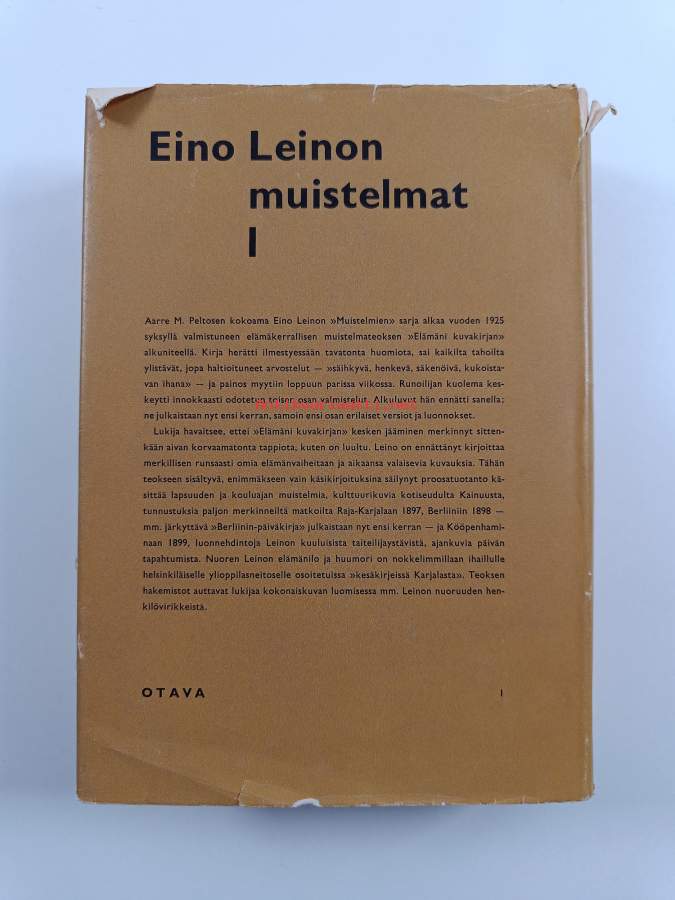 Eino Leinon
muistelmat
I
Aarre M. Peltosen kokoama Eino Leinon »Muistelmien» sarja alkaa vuoden 1925
syksyllä valmistuneen elämäkerrallisen muistelmateoksen »Elämäni kuvakirjan»
alkuniteellä. Kirja herätti ilmestyessään tavatonta huomiota, sai kaikilta tahoilta
ylistävät, jopa haltioituneet arvostelut — »säihkyvä, henkevä, säkenöivä, kukoista-
van ihana» — ja painos myytiin loppuun parissa viikossa. Runoilijan kuolema kes-
keytti innokkaasti odotetun toisen osan valmistelut. Alkuluvut hän ennätti sanella;
ne julkaistaan nyt ensi kerran, samoin ensi osan erilaiset versiot ja luonnokset.
Lukija havaitsee, ettei »Elämäni kuvakirjan» kesken jääminen merkinnyt sitten-
kään aivan korvaamatonta tappiota, kuten on luultu. Leino on ennättänyt kirjoittaa
merkillisen runsaasti omia elämänvaiheitaan ja aikaansa valaisevia kuvauksia. Tähän
teokseen sisältyvä, enimmäkseen vain käsikirjoituksina säilynyt proosatuotanto kä-
sittää lapsuuden ja kouluajan muistelmia, kulttuurikuvia kotiseudulta Kainuusta,
tunnustuksia paljon merkinneiltä matkoilta Raja-Karjalaan 1897, Berliiniin 1898 —
mm. järkyttävä »Berliinin-päiväkirja» julkaistaan nyt ensi kerran — ja Kööpenhami-
naan 1899, luonnehdintoja Leinon kuuluisista taiteilijaystävistä, ajankuvia päivän
tapahtumista. Nuoren Leinon elämänilo ja huumori on nokkelimmillaan ihaillulle
helsinkiläiselle ylioppilasneitoselle osoitetuissa »kesäkirjeissä Karjalasta». Teoksen
hakemistot auttavat lukijaa kokonaiskuvan luomisessa mm. Leinon nuoruuden hen-
kilövirikkeistä.
OTAVA
I